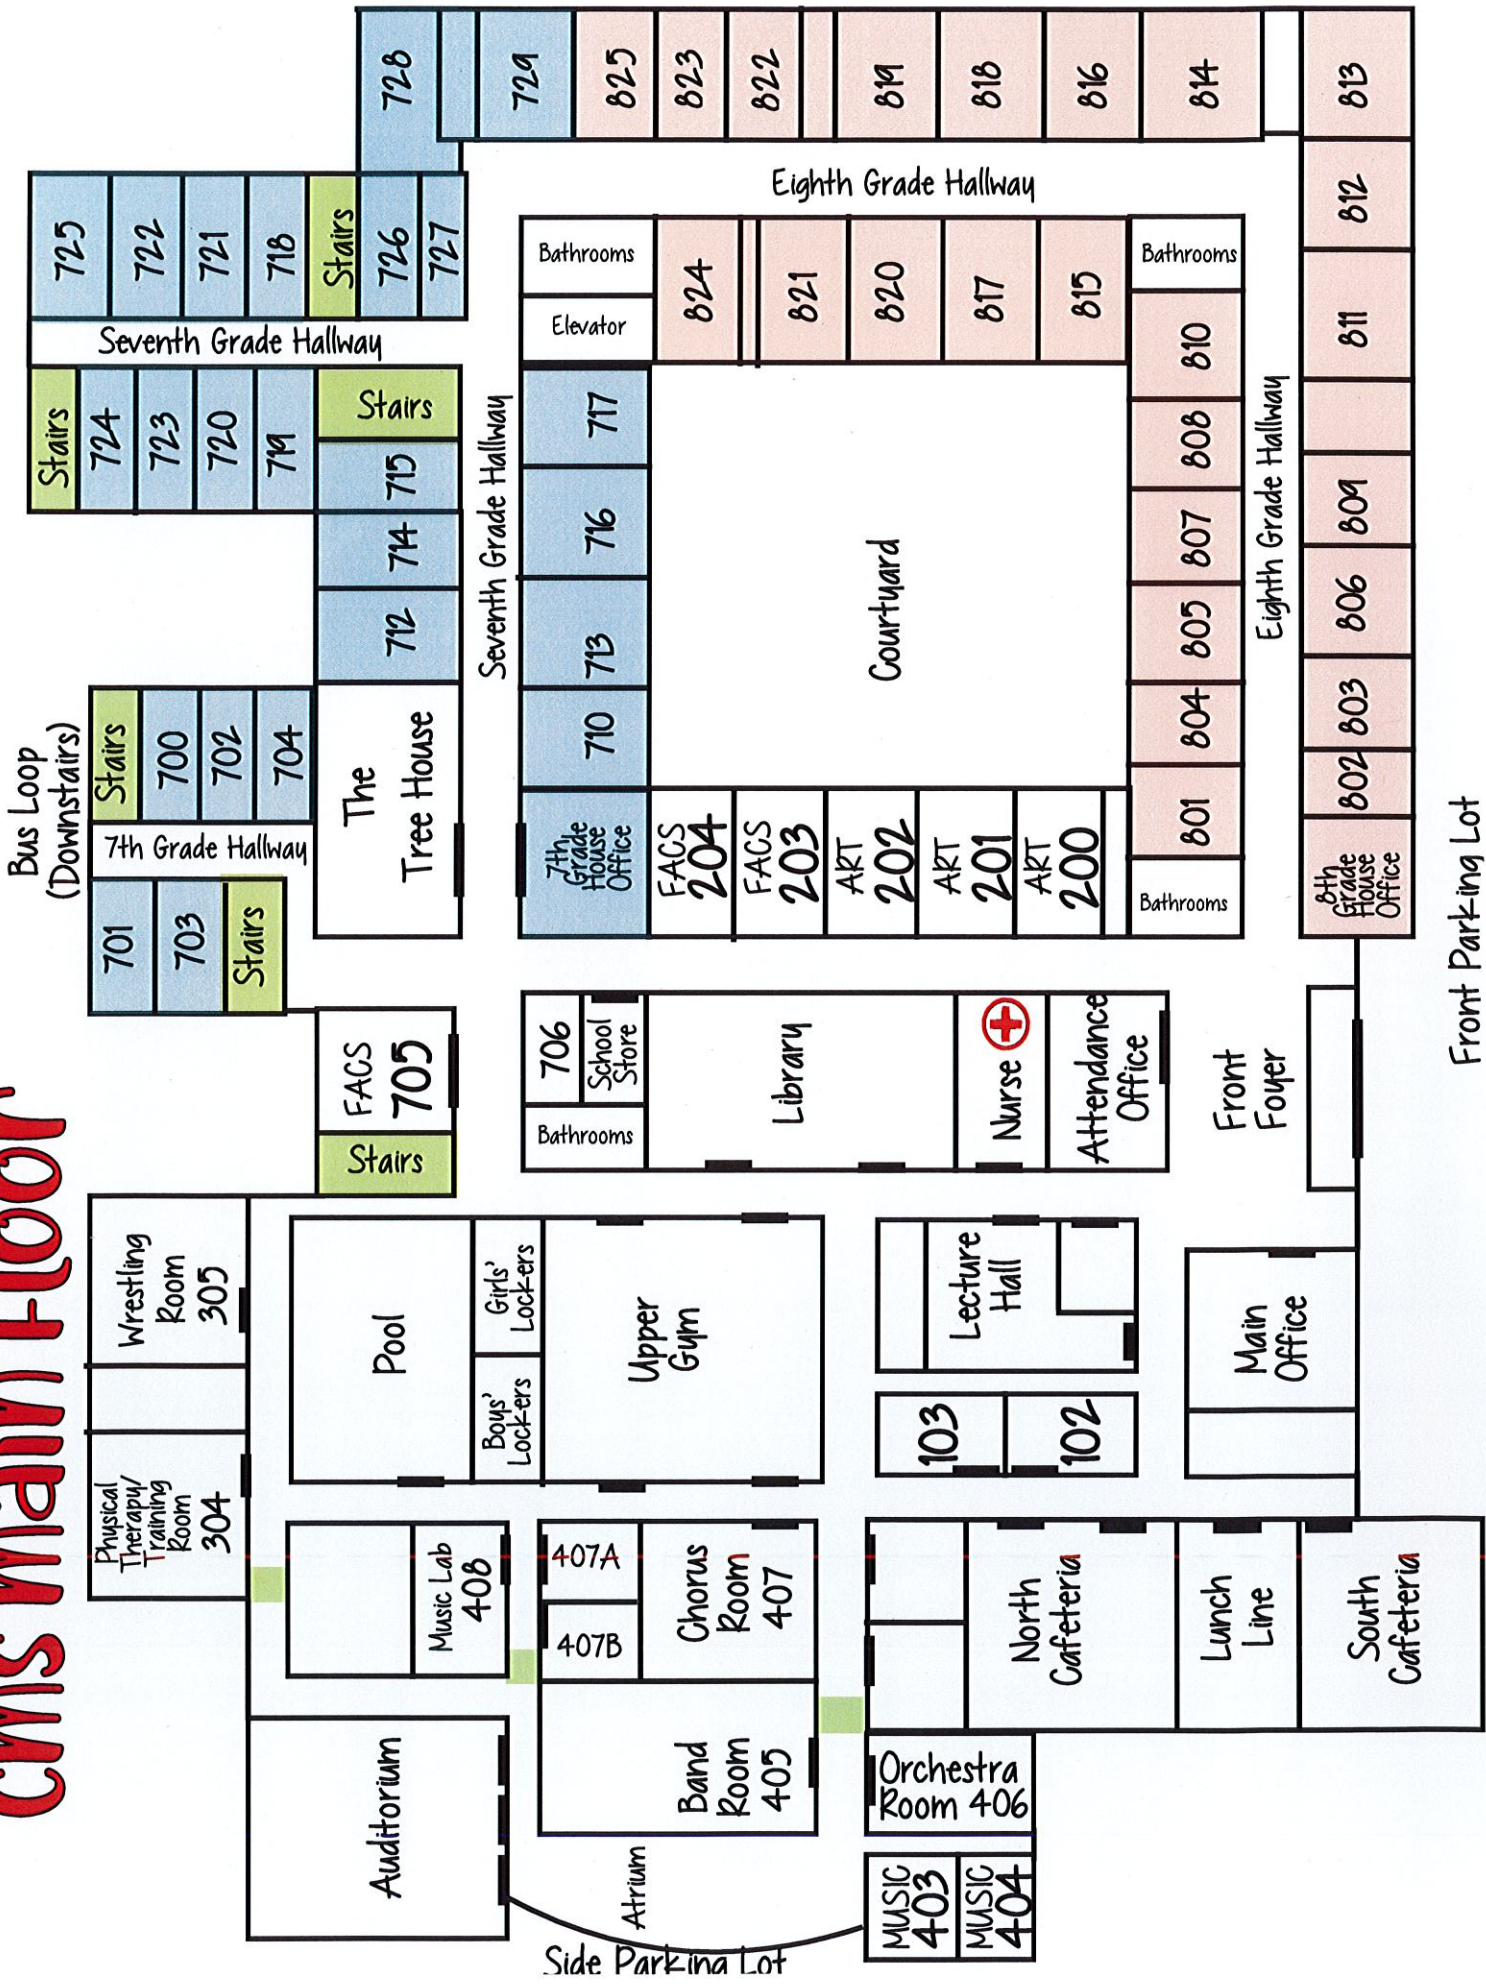 CMS Main Floor
Bus Loop
(Downstairs)
725
722
721
718
Stairs
726
727
728
729
825
823
822
819
818
816
814
813
812
811
809
806
803
802
8th
Grade
House
Office
Seventh Grade Hallway
Eighth Grade Hallway
Stairs
724
723
720
719
Stairs
715
714
712
Seventh Grade Hallway
Bathrooms
Elevator
717
716
713
710
7th
Grade
House
Office
824
821
820
817
815
Bathrooms
810
808
807
805
804
801
Bathrooms
Eighth Grade Hallway
Courtyard
Stairs
700
702
704
7th Grade Hallway
701
703
Stairs
The
Tree House
FACS
204
FACS
203
ART
202
ART
201
ART
200
FACS
705
Stairs
706
School
Store
Bathrooms
Library
Nurse
Attendance
Office
Front
Foyer
Front Parking Lot
Wrestling
Room
305
Physical
Therapy/
Training
Room
304
Pool
Girls'
Lockers
Boys'
Lockers
Upper
Gym
Lecture
Hall
103
102
Main
Office
Music Lab
408
407A
407B
Chorus
Room
407
North
Cafeteria
Lunch
Line
South
Cafeteria
Auditorium
Band
Room
405
Orchestra
Room 406
MUSIC
403
MUSIC
404
Atrium
Side Parking Lot